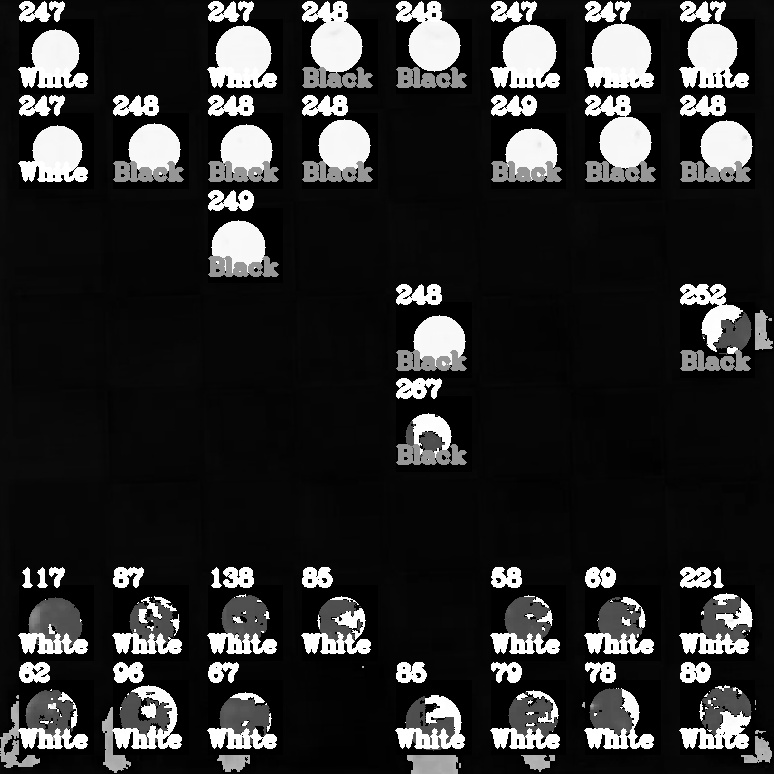 247 247 248 248 247 247 247
White White Black Black White White White
247 248 248 248 249 248 248
White Black Black Black Black Black Black
249
Black
248 252
Black Black
267
Black
117 87 138 85 58 69 221
White White White White White White White
62 96 67 85 79 78 89
White White White White White White White